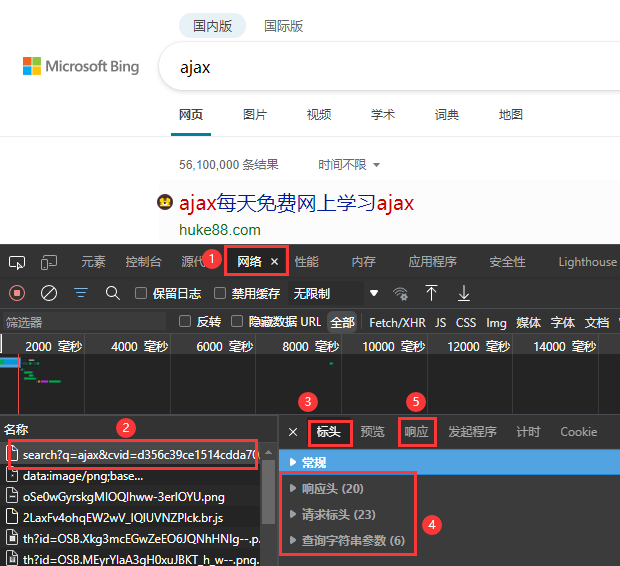 国内版 国际版
Microsoft Bing
ajax
网页 图片 视频 学术 词典 地图
56,100,000 条结果 时间不限
ajax每天免费网上学习ajax
huke88.com
元素 控制台 源代 1 网络 × 性能 内存 应用程序 安全性 Lighthouse
保留日志 禁用缓存 无限制
筛选器 反转 隐藏数据 URL 全部 Fetch/XHR JS CSS Img 媒体 字体 文档
2000 毫秒 4000 毫秒 6000 毫秒 8000 毫秒 10000 毫秒 12000 毫秒 14000 毫秒
3 5
名称 2
× 标头 预览 响应 发起程序 计时 Cookie
search?q=ajax&cvid=d356c39ce1514cdda70
常规
data:image/png;base...
响应头 (20)
oSe0wGyrskgMIOQIhww-3erIOYU.png
请求标头 (23) 4
2LaxFv4ohqEW2wV_IQIUVNZPlck.br.js
查询字符串参数 (6)
th?id=OSB.Xkg3mcEGwZeEO6JQNhHNIg--.p.
th?id=OSB.MEyrYlaA3gH0xuJBKT_h_w--.png.